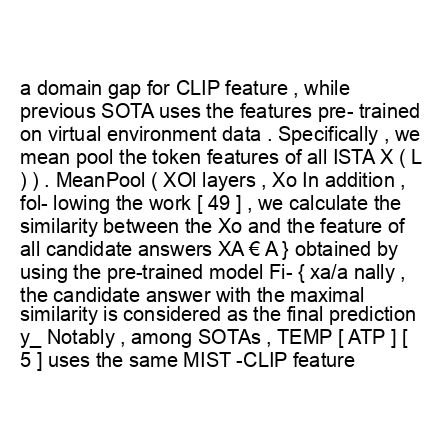 a domain gap for CLIP feature , while
previous SOTA uses the features pre- trained
on virtual environment data . Specifically , we
mean pool the token features of all ISTA X ( L
) ) . MeanPool ( XOl layers , Xo In addition ,
fol- lowing the work [ 49 ] , we calculate the
similarity between the Xo and the feature of
all candidate answers XA € A } obtained by
using the pre-trained model Fi- { xa/a nally ,
the candidate answer with the maximal
similarity is considered as the final prediction
y_ Notably , among SOTAs , TEMP [ ATP ] [
5 ] uses the same MIST -CLIP feature